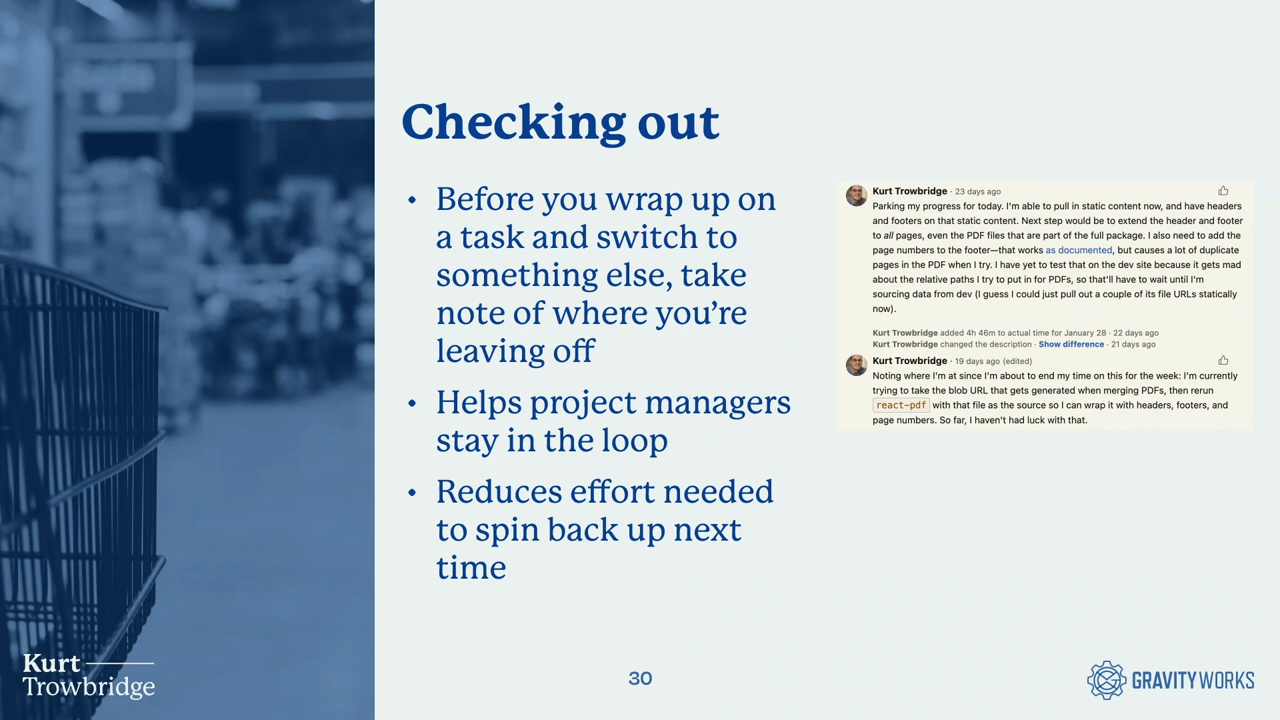 Checking out
• Before you wrap up on
a task and switch to
something else, take
note of where you’re
leaving off
• Helps project managers
stay in the loop
• Reduces effort needed
to spin back up next
time
Kurt Trowbridge · 23 days ago
Parking my progress for today. I'm able to pull in static content now, and have headers
and footers on that static content. Next step would be to extend the header and footer
to all pages, even the PDF files that are part of the full package. I also need to add the
page numbers to the footer—that works as documented, but causes a lot of duplicate
pages in the PDF when I try. I have yet to test that on the dev site because it gets mad
about the relative paths I try to put in for PDFs, so that'll have to wait until I'm
sourcing data from dev (I guess I could just pull out a couple of its file URLs statically
now).
Kurt Trowbridge added 4h 46m to actual time for January 28 · 22 days ago
Kurt Trowbridge changed the description · Show difference · 21 days ago
Kurt Trowbridge · 19 days ago (edited)
Noting where I'm at since I'm about to end my time on this for the week: I'm currently
trying to take the blob URL that gets generated when merging PDFs, then rerun
react-pdf with that file as the source so I can wrap it with headers, footers, and
page numbers. So far, I haven't had luck with that.
Kurt
Trowbridge
30
GRAVITYWORKS